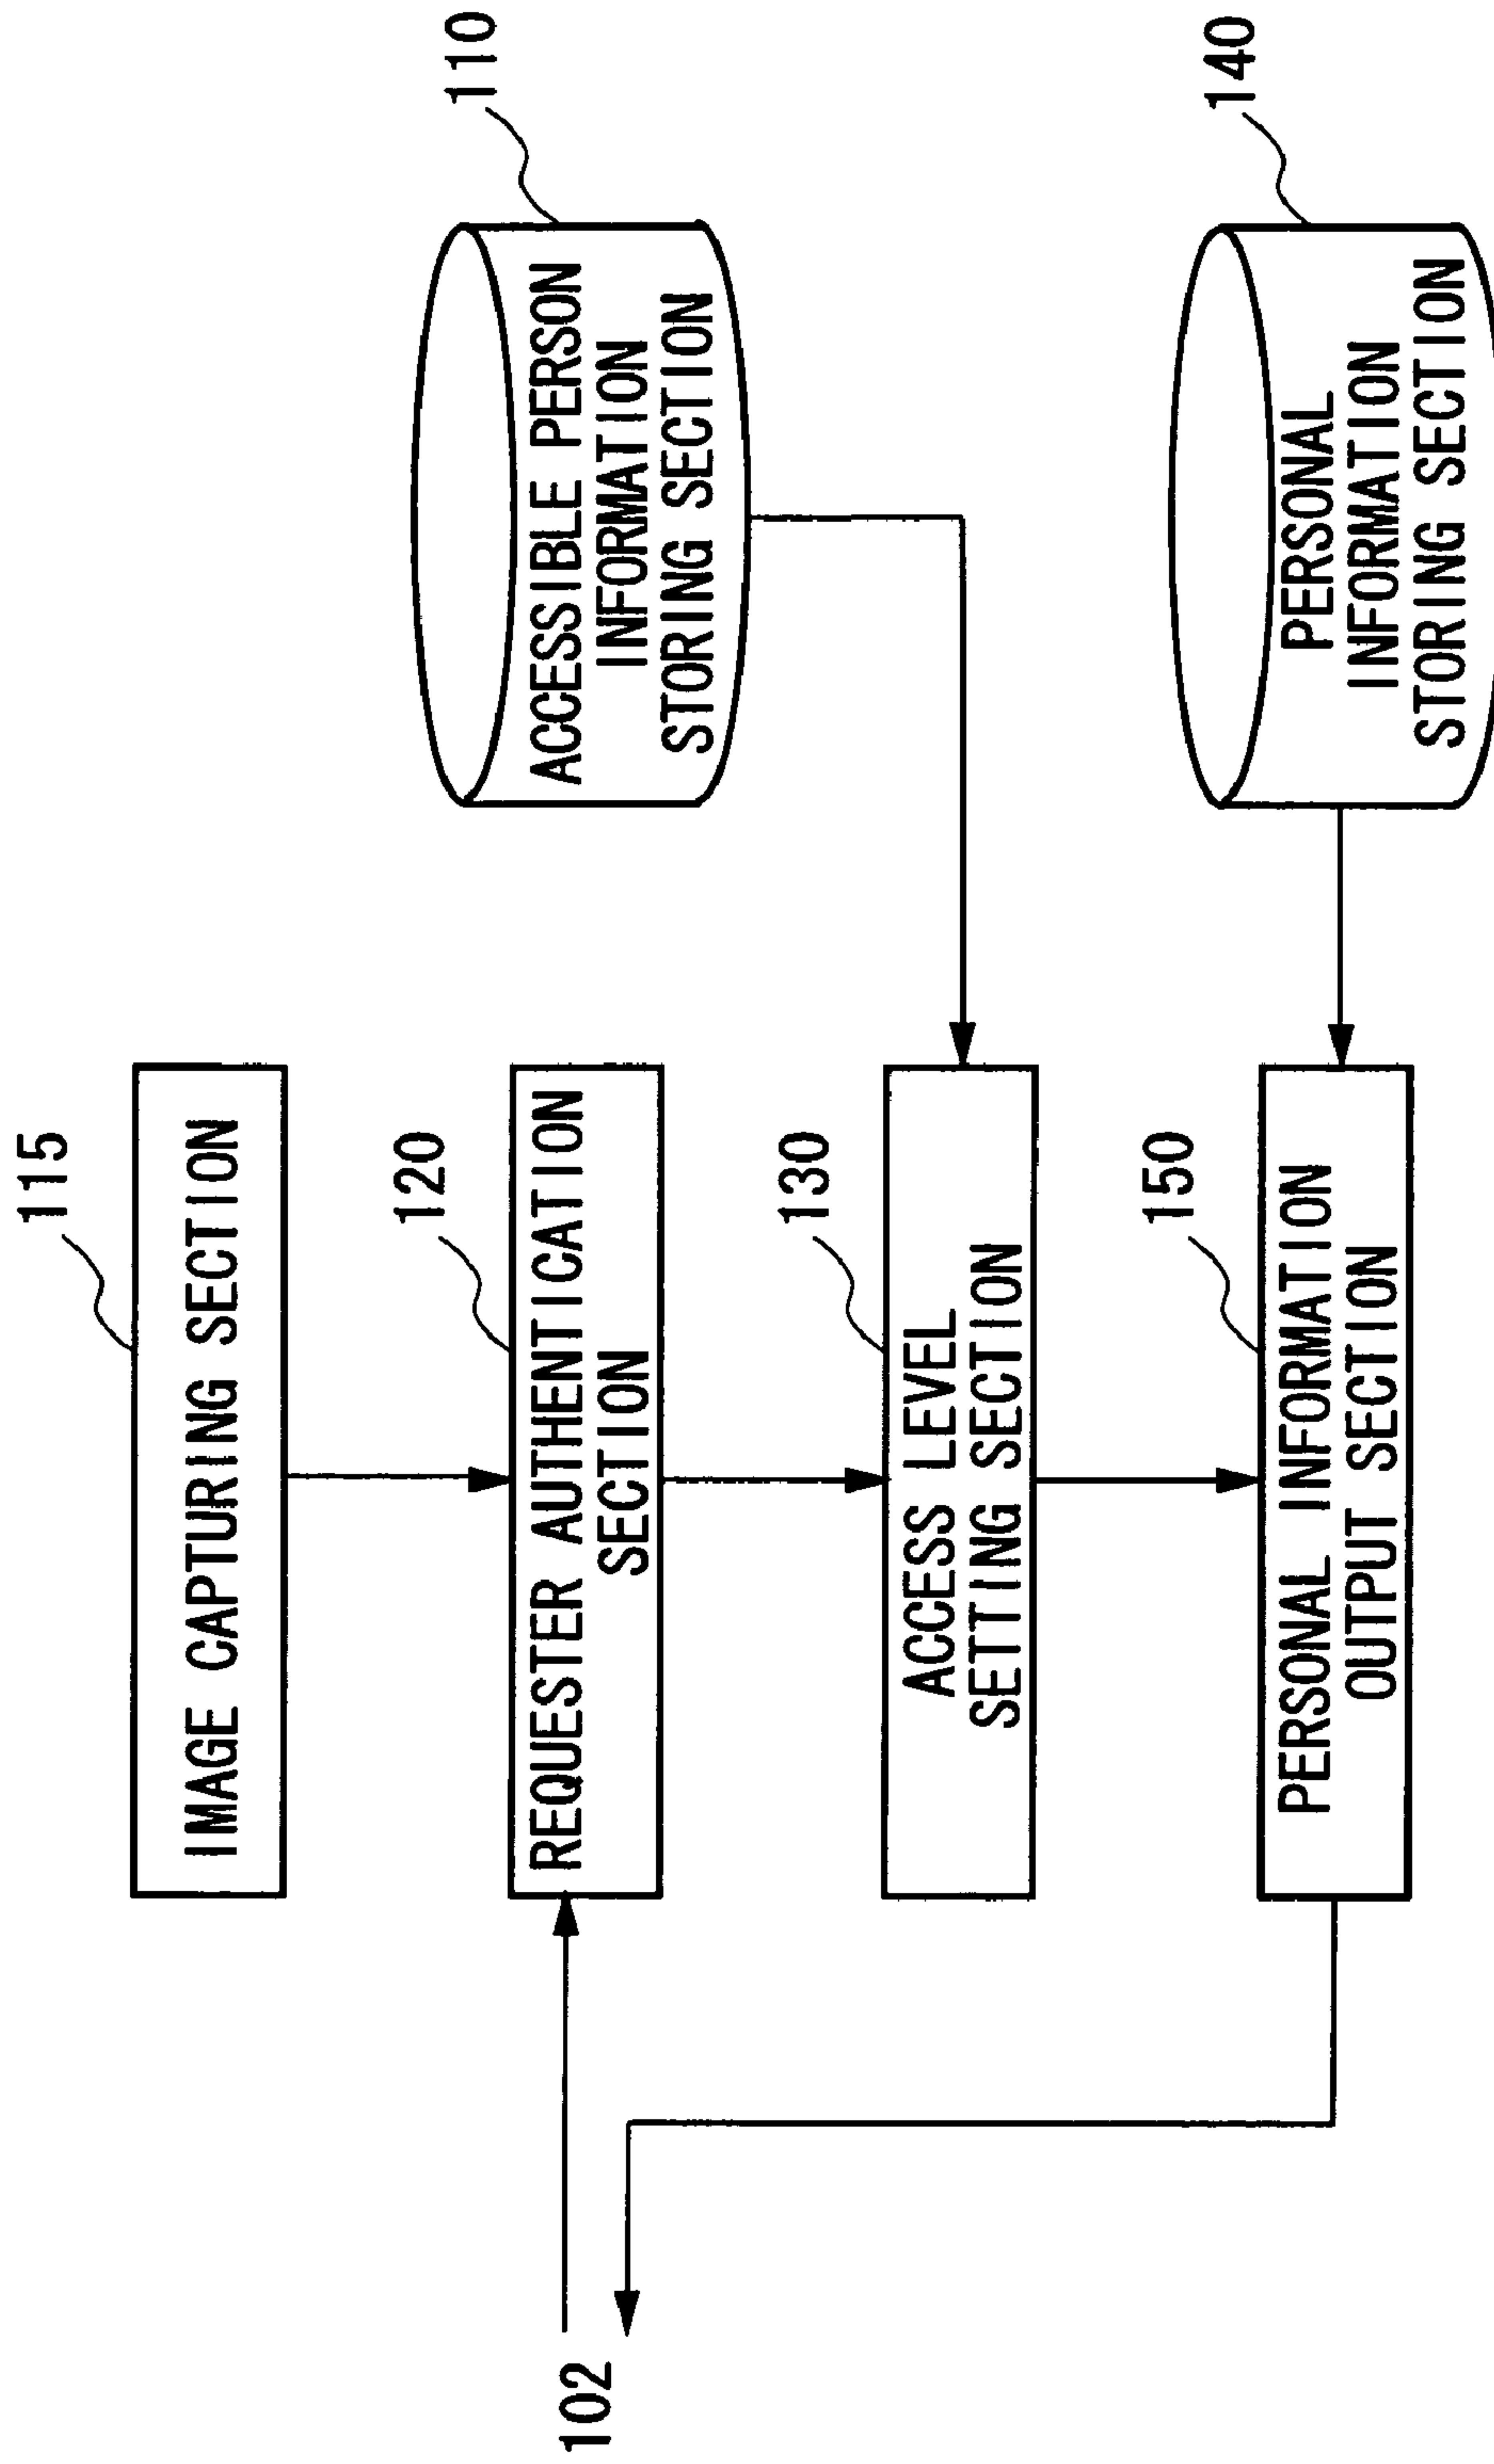 115
IMAGE CAPTURING SECTION
110
120
REQUESTER AUTHENTICATION
SECTION
ACCESSIBLE PERSON
INFORMATION
STORING SECTION
102
130
ACCESS LEVEL
SETTING SECTION
140
150
PERSONAL INFORMATION
OUTPUT SECTION
PERSONAL
INFORMATION
STORING SECTION